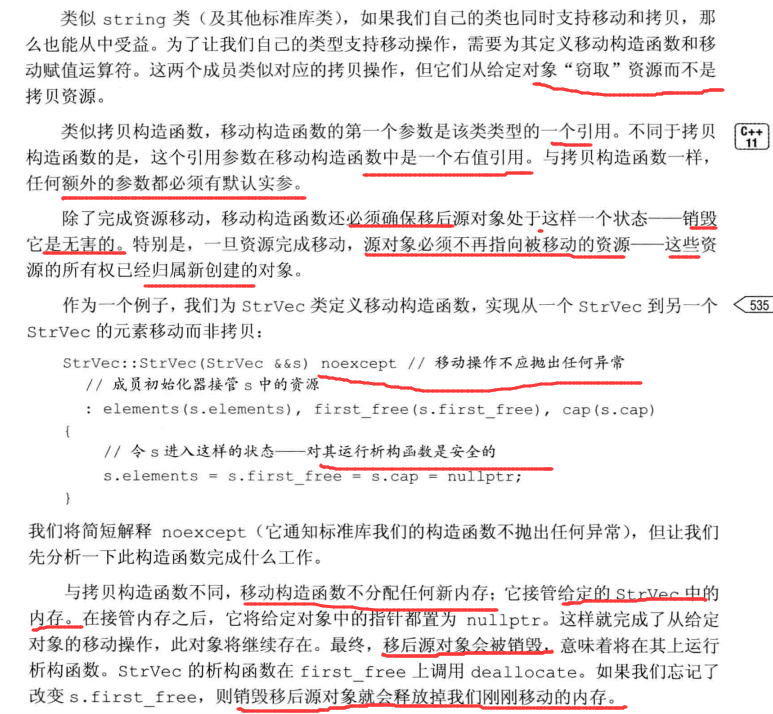 类似 string 类（及其他标准库类），如果我们自己的类也同时支持移动和拷贝，那
么也能从中受益。为了让我们自己的类型支持移动操作，需要为其定义移动构造函数和移
动赋值运算符。这两个成员类似对应的拷贝操作，但它们从给定对象“窃取”资源而不是
拷贝资源。
类似拷贝构造函数，移动构造函数的第一个参数是该类类型的一个引用。不同于拷贝
C++
11
构造函数的是，这个引用参数在移动构造函数中是一个右值引用。与拷贝构造函数一样，
任何额外的参数都必须有默认实参。
除了完成资源移动，移动构造函数还必须确保移后源对象处于这样一个状态——销毁
它是无害的。特别是，一旦资源完成移动，源对象必须不再指向被移动的资源——这些资
源的所有权已经归属新创建的对象。
作为一个例子，我们为 StrVec 类定义移动构造函数，实现从一个 StrVec 到另一个
535
StrVec 的元素移动而非拷贝：
StrVec::StrVec(StrVec &&s) noexcept // 移动操作不应抛出任何异常
// 成员初始化器接管 s 中的资源
: elements(s.elements), first_free(s.first_free), cap(s.cap)
{
// 令 s 进入这样的状态——对其运行析构函数是安全的
s.elements = s.first_free = s.cap = nullptr;
}
我们将简短解释 noexcept（它通知标准库我们的构造函数不抛出任何异常），但让我们
先分析一下此构造函数完成什么工作。
与拷贝构造函数不同，移动构造函数不分配任何新内存；它接管给定的 StrVec 中的
内存。在接管内存之后，它将给定对象中的指针都置为 nullptr。这样就完成了从给定
对象的移动操作，此对象将继续存在。最终，移后源对象会被销毁，意味着将在其上运行
析构函数。StrVec 的析构函数在 first_free 上调用 deallocate。如果我们忘记了
改变 s.first_free，则销毁移后源对象就会释放掉我们刚刚移动的内存。